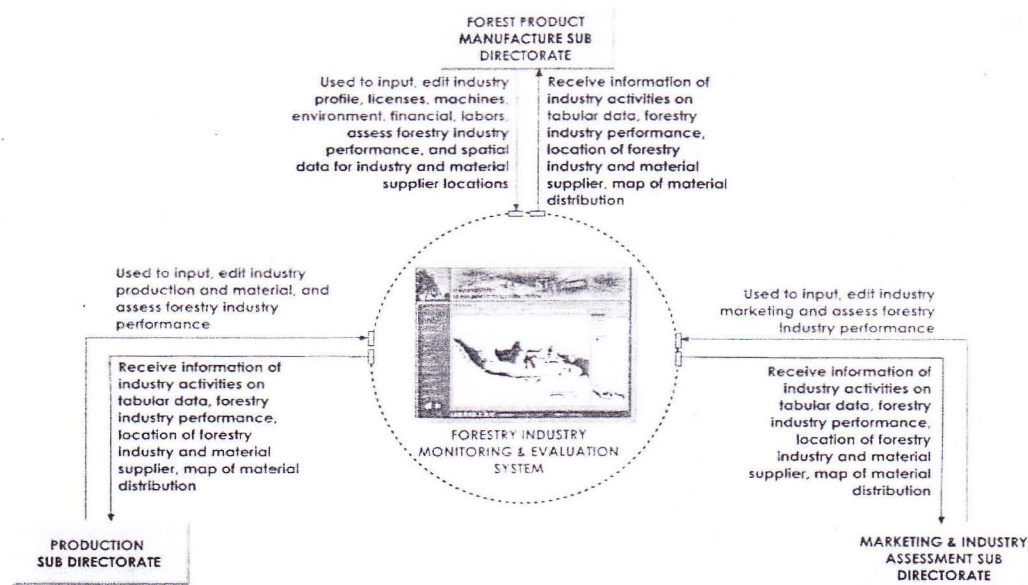 FOREST PRODUCT
MANUFACTURE SUB
DIRECTORATE
Used to input, edit industry
profile, licenses, machines,
environment, financial, labors,
assess forestry industry
performance, and spatial
data for industry and material
supplier locations
Receive information of
industry activities on
tabular data, forestry
industry performance,
location of forestry
industry and material
supplier, map of material
distribution
Used to input, edit industry
production and material, and
assess forestry industry
performance
Receive information of
industry activities on
tabular data, forestry
industry performance,
location of forestry
industry and material
supplier, map of material
distribution
FORESTRY INDUSTRY
MONITORING & EVALUATION
SYSTEM
Used to input, edit industry
marketing and assess forestry
Industry performance
Receive information of
industry activities on
tabular data, forestry
industry performance,
location of forestry
industry and material
supplier, map of material
distribution
PRODUCTION
SUB DIRECTORATE
MARKETING & INDUSTRY
ASSESSMENT SUB
DIRECTORATE